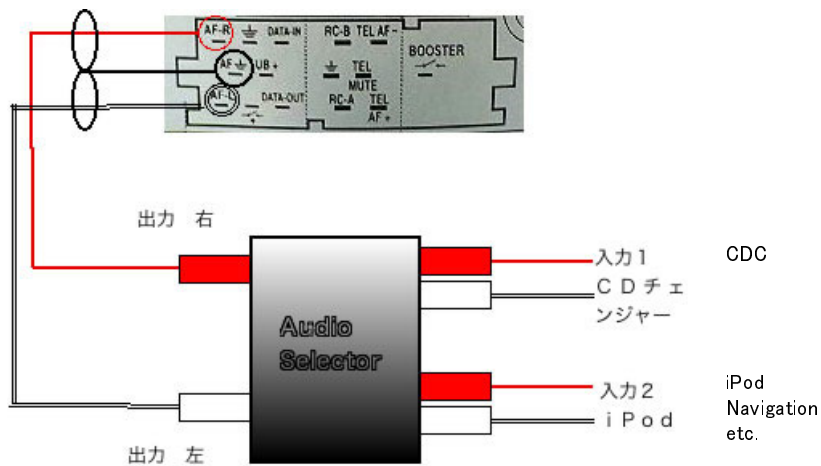 AF-R ⏚ DATA-IN RC-B TEL AF-
BOOSTER
AF ⏚ UB+ ⏚ TEL
MUTE
AF-L DATA-OUT RC-A TEL
AF+
出力 右
入力1 CDC
CDチェ
ンジャー
Audio
Selector
入力2 iPod
iPod Navigation
etc.
出力 左